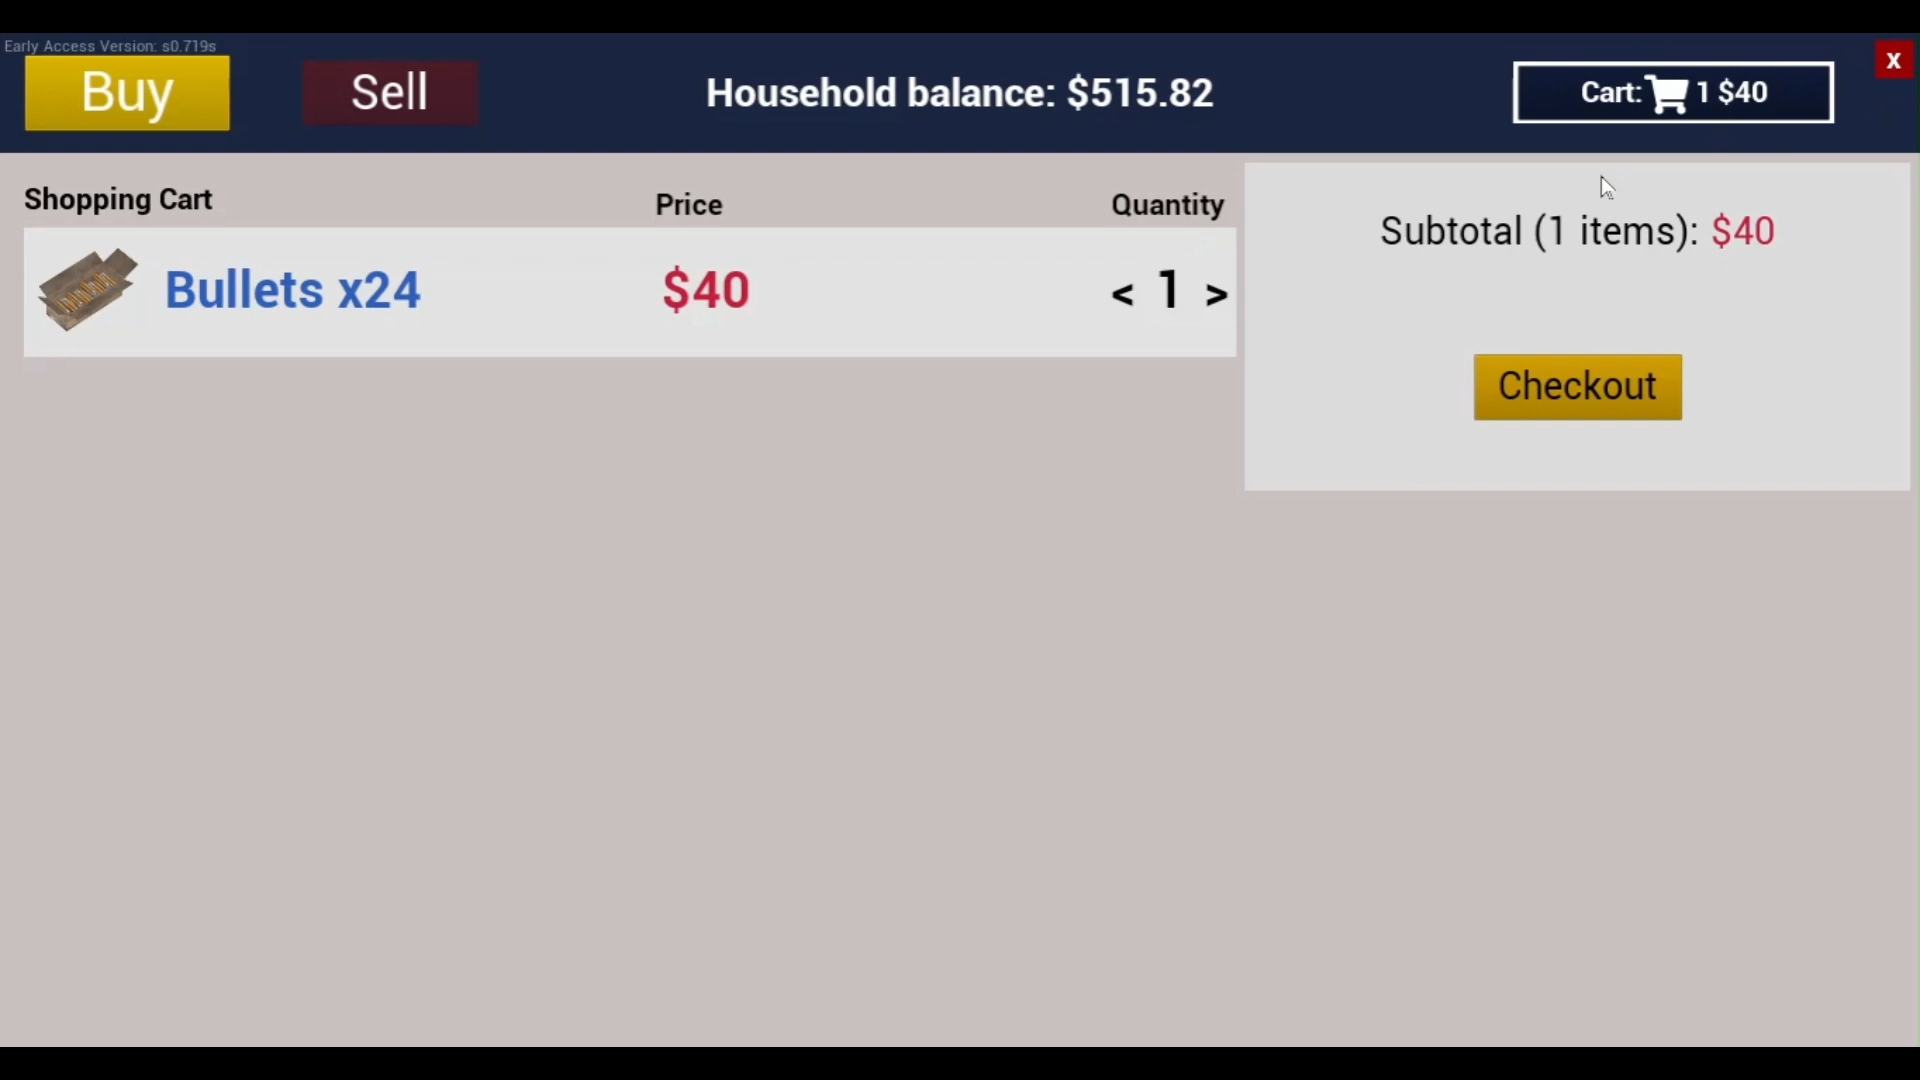 Early Access Version: s0.719s
Buy
Sell
Household balance: $515.82
Cart: 1 $40
x
Shopping Cart
Price
Quantity
Bullets x24
$40
< 1 >
Subtotal (1 items): $40
Checkout